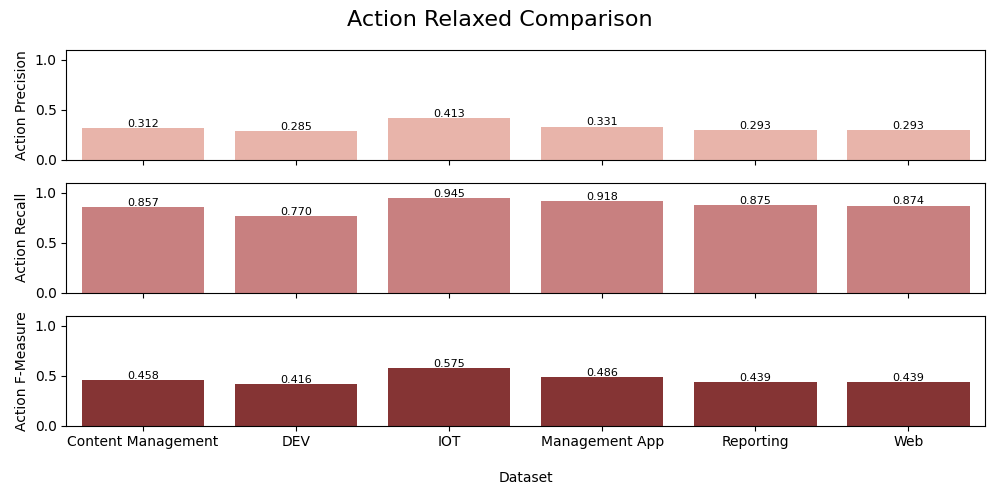 Action Relaxed Comparison
Action Precision
1.0
0.5
0.0
0.312
0.285
0.413
0.331
0.293
0.293
Action Recall
1.0
0.5
0.0
0.857
0.770
0.945
0.918
0.875
0.874
Action F-Measure
1.0
0.5
0.0
0.458
0.416
0.575
0.486
0.439
0.439
Content Management
DEV
IOT
Management App
Reporting
Web
Dataset